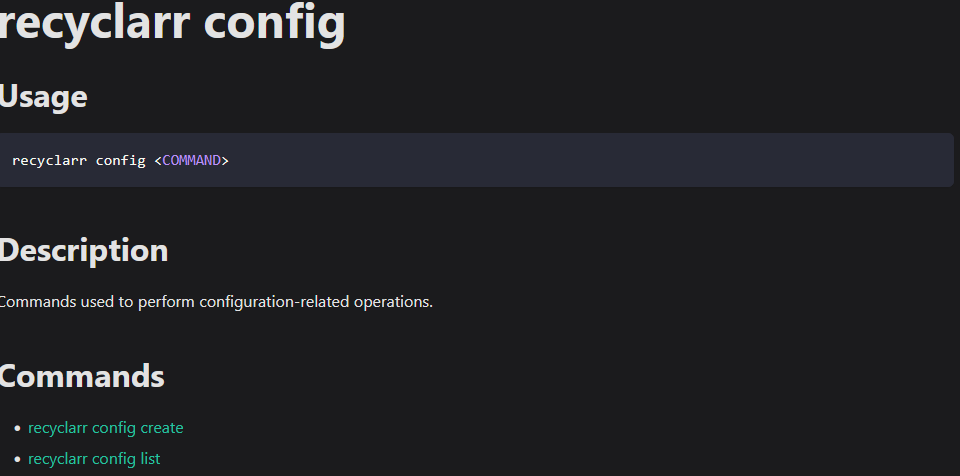 recyclarr config
Usage
recyclarr config <COMMAND>
Description
Commands used to perform configuration-related operations.
Commands
• recyclarr config create
• recyclarr config list